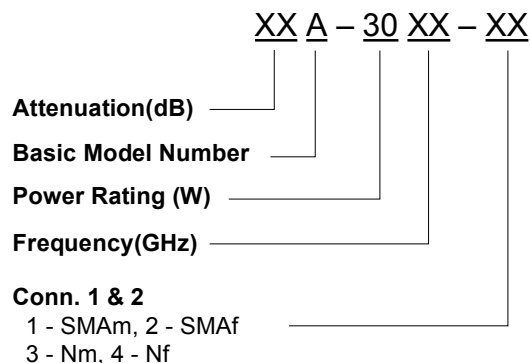 XX A – 30 XX – XX
Attenuation(dB)
Basic Model Number
Power Rating (W)
Frequency(GHz)
Conn. 1 & 2
1 - SMAm, 2 - SMAf
3 - Nm, 4 - Nf